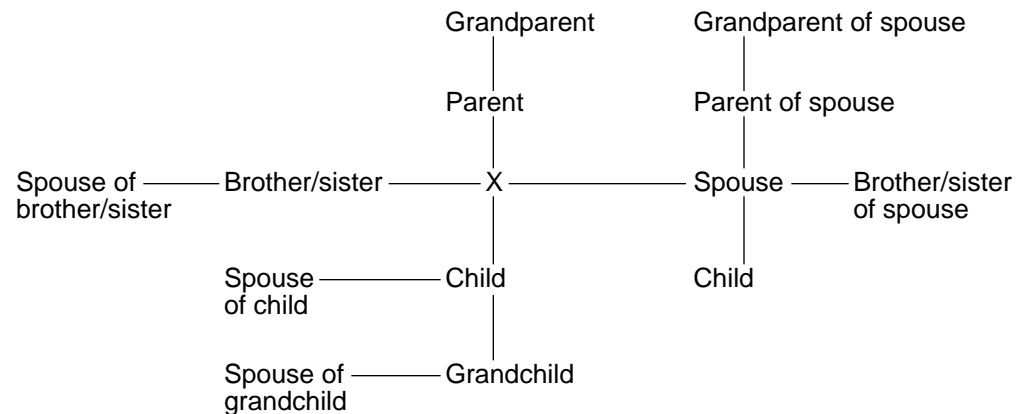 Grandparent
Grandparent of spouse
Parent
Parent of spouse
Spouse of
brother/sister
Brother/sister
X
Spouse
Brother/sister
of spouse
Spouse
of child
Child
Child
Spouse of
grandchild
Grandchild